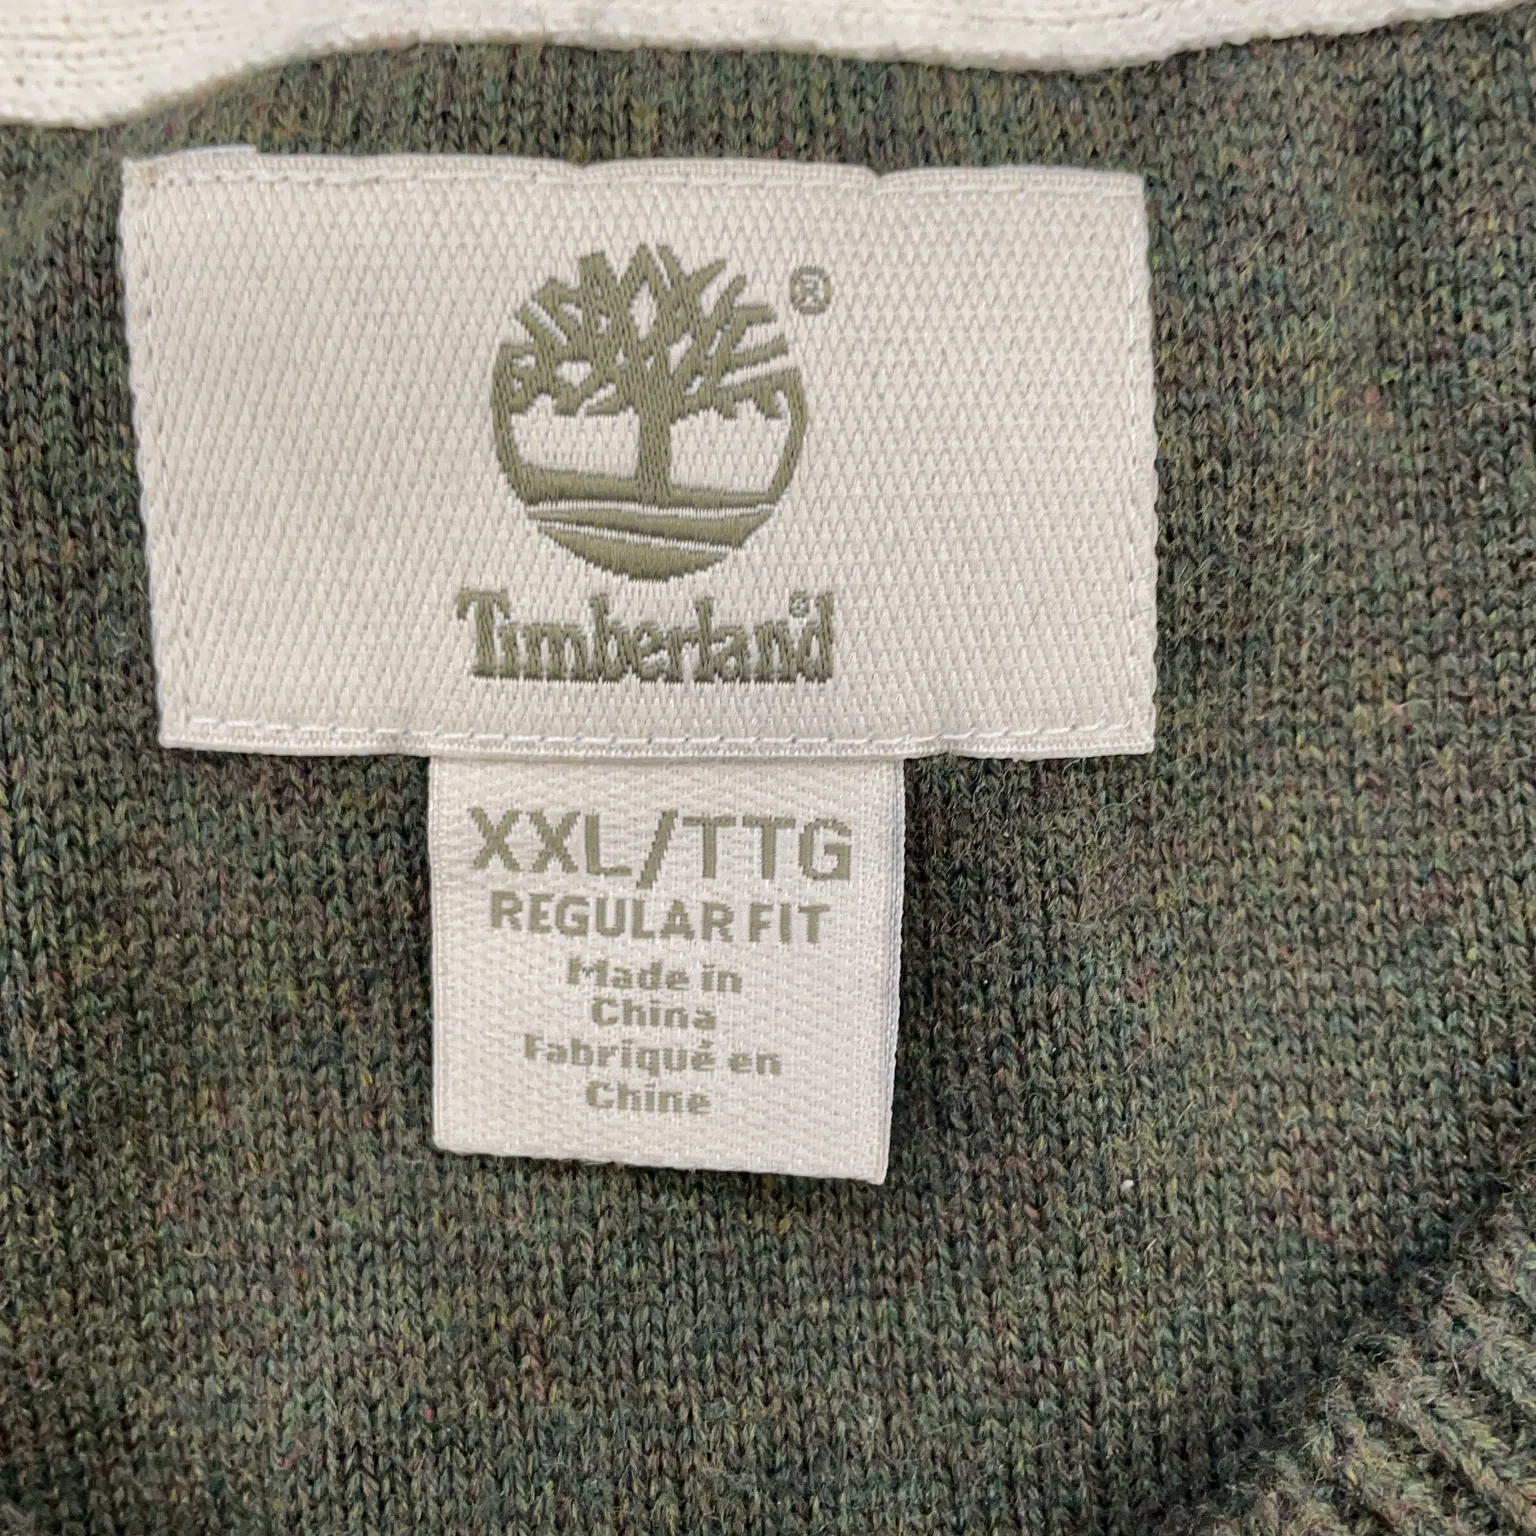 ®
Timberland®
XXL/TTG
REGULAR FIT
Made in
China
Fabriqué en
Chine